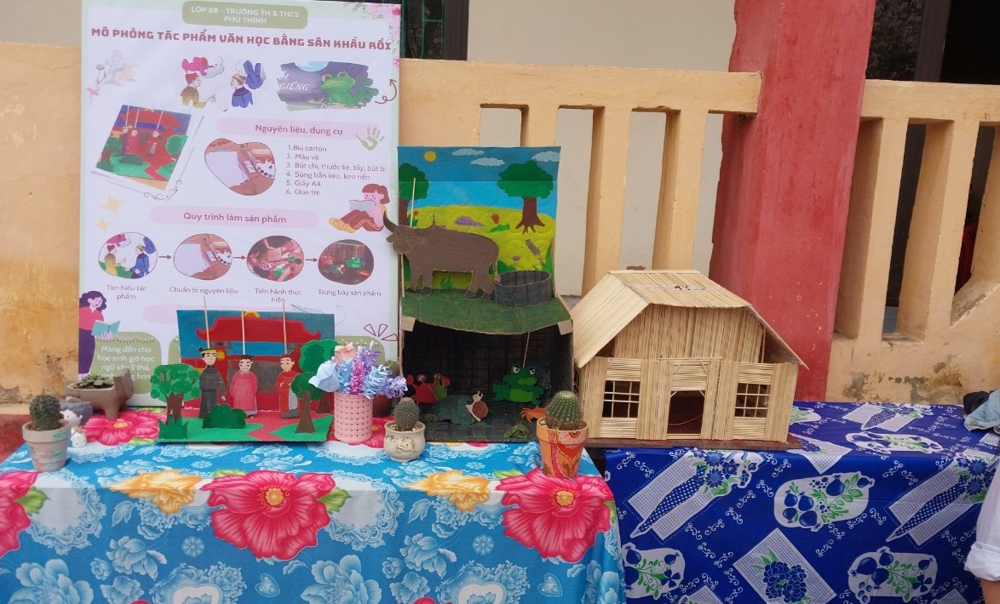 LỚP 8B - TRƯỜNG TH & THCS
PHÚ THỊNH
MÔ PHỎNG TÁC PHẨM VĂN HỌC BẰNG SÂN KHẤU RỐI
GIẾNG
Nguyên liệu, dụng cụ
1.Bìa carton
2. Màu vẽ
3. Bút chì, thước kẻ, tẩy, bút bi
4. Súng bắn keo, keo nến
5. Giấy A4
6. Que tre
Quy trình làm sản phẩm
Tìm hiểu tác phẩm
Chuẩn bị nguyên liệu
Tiến hành thực hiện
Trưng bày sản phẩm
Mang đến cho
học sinh giờ học
ngữ văn lí thú,